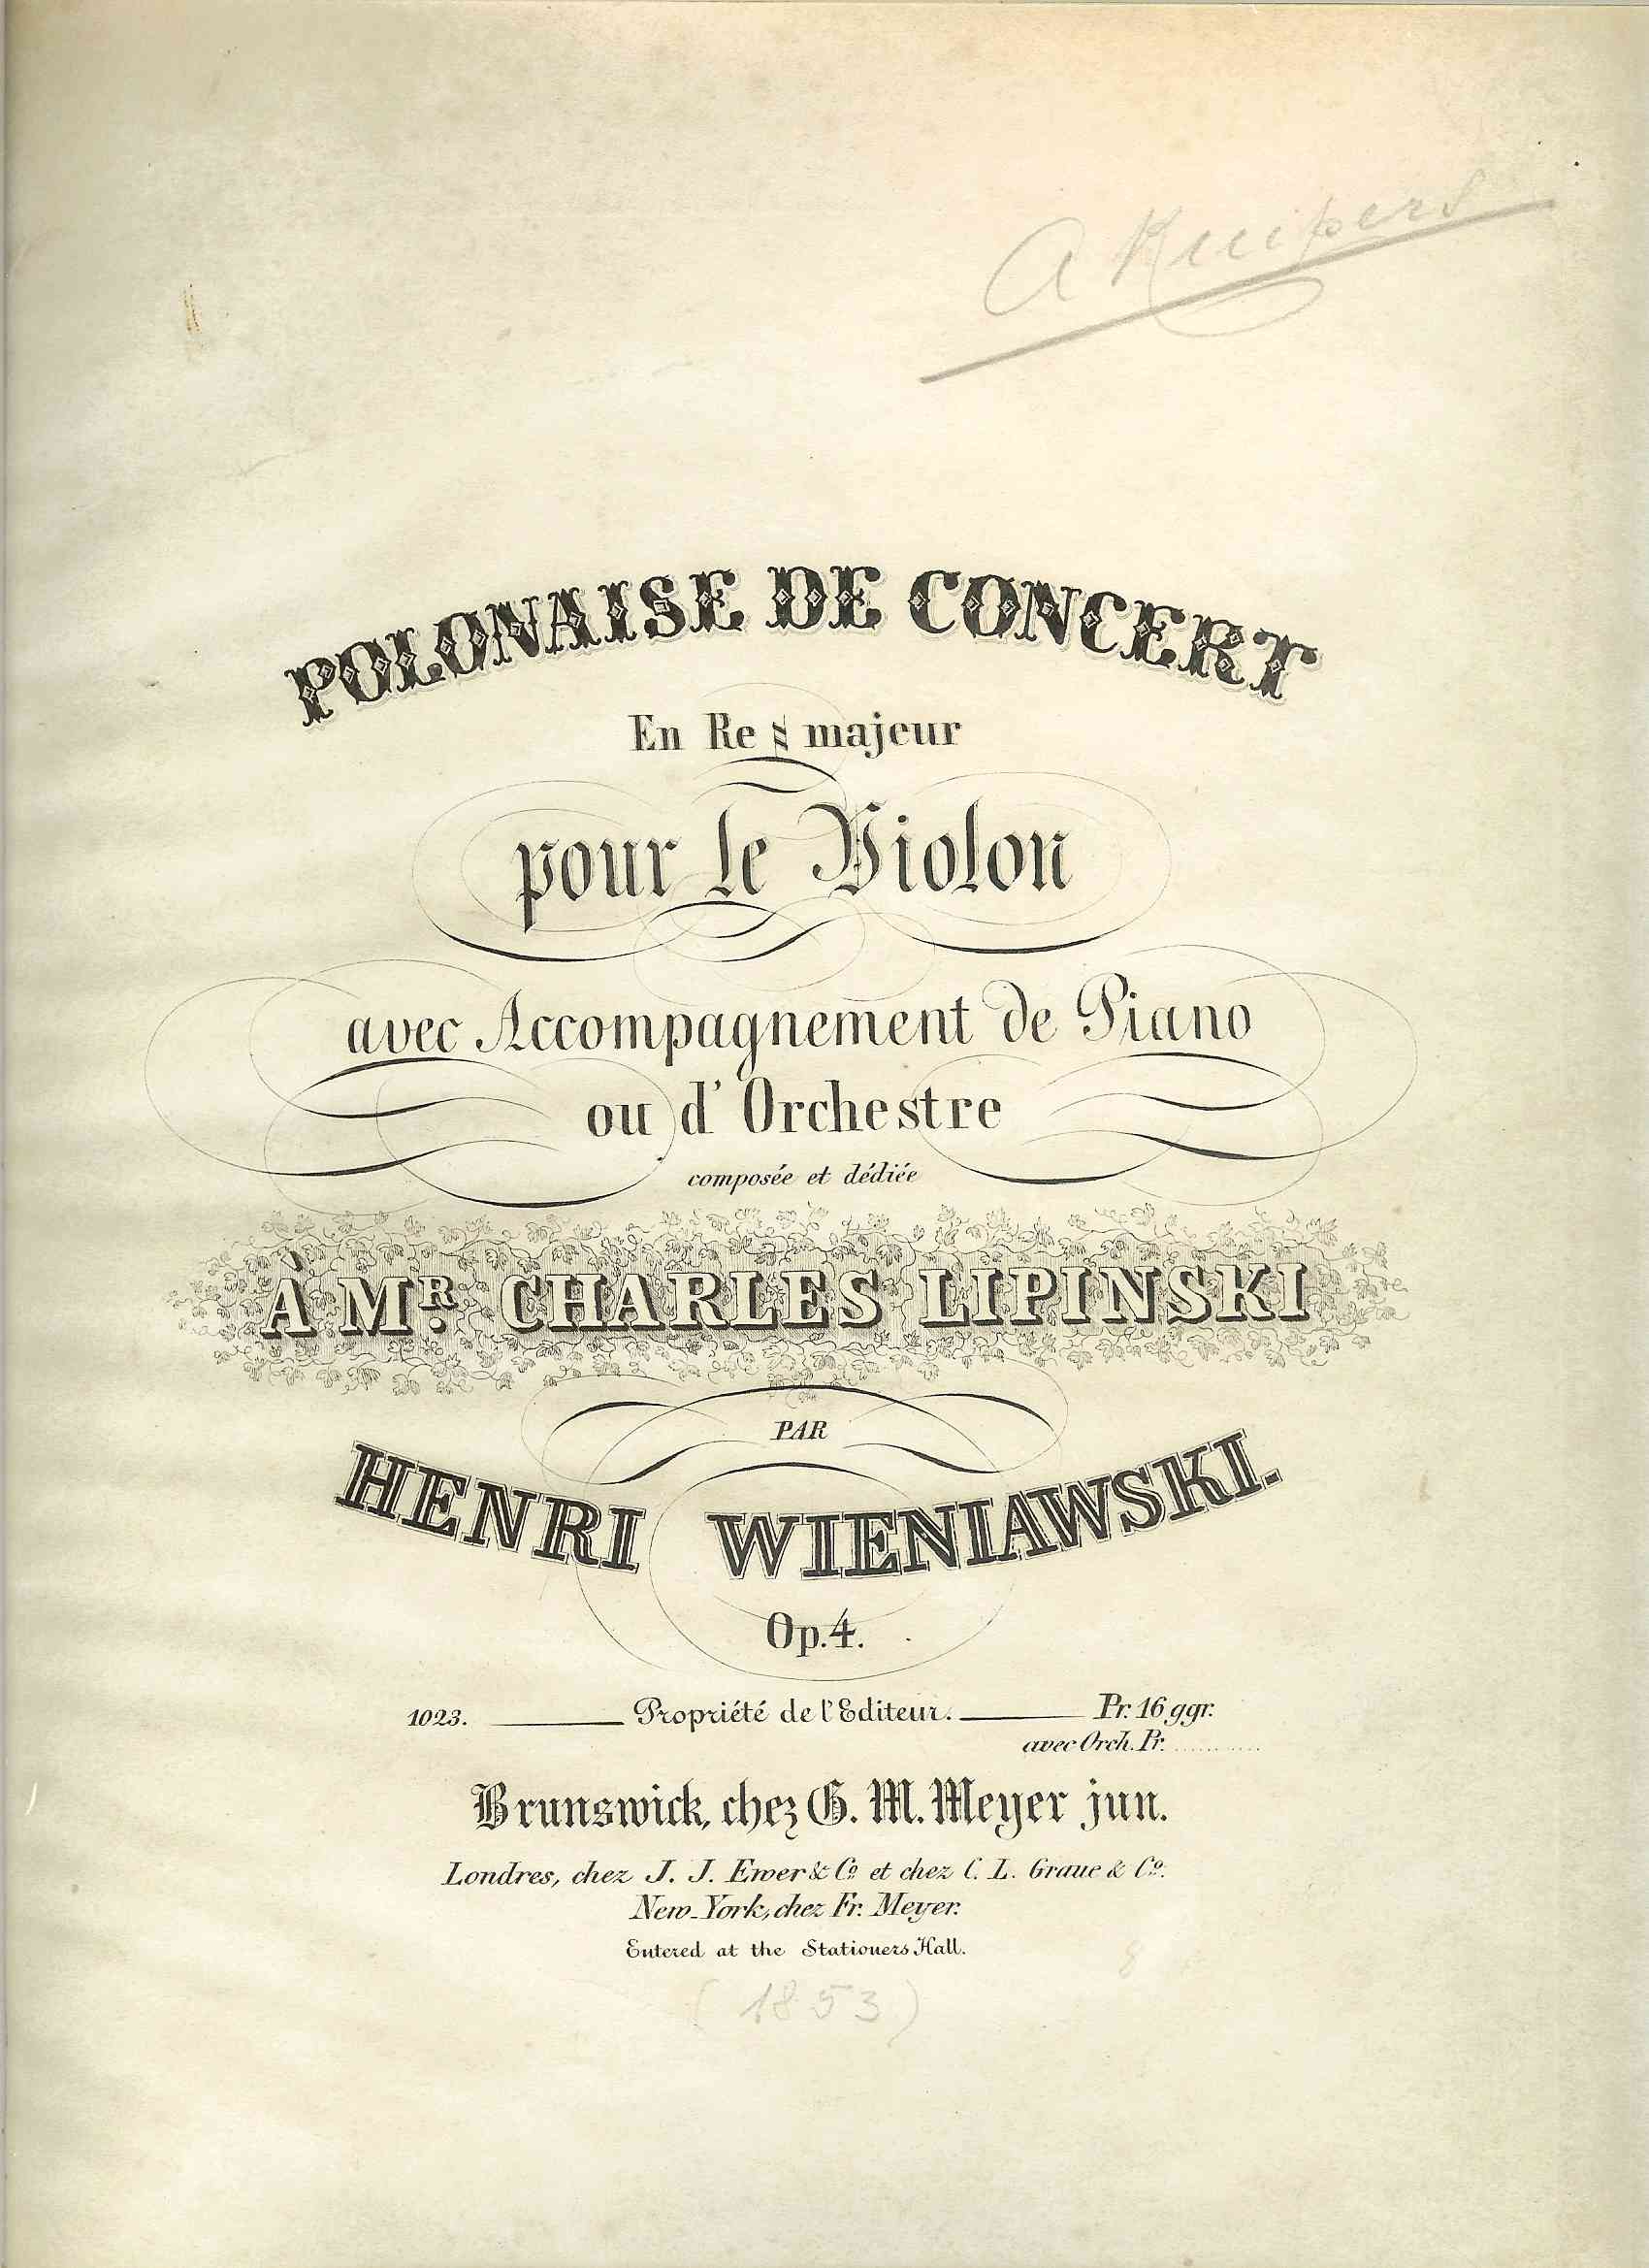 A Kuipers
POLONAISE DE CONCERT
En Re ♮ majeur
pour le Violon
avec Accompagnement de Piano
ou d'Orchestre
composée et dédiée
À MR. CHARLES LIPINSKI
PAR
HENRI WIENIAWSKI.
Op.4.
1023. Propriété de l'Editeur. Pr. 16 ggr.
avec Orch. Pr. ............
Brunswick, chez G. M. Meyer jun.
Londres, chez J. J. Ewer & Co et chez C. L. Graue & Co.
New-York, chez Fr. Meyer.
Entered at the Stationers Hall.
8
(1853)